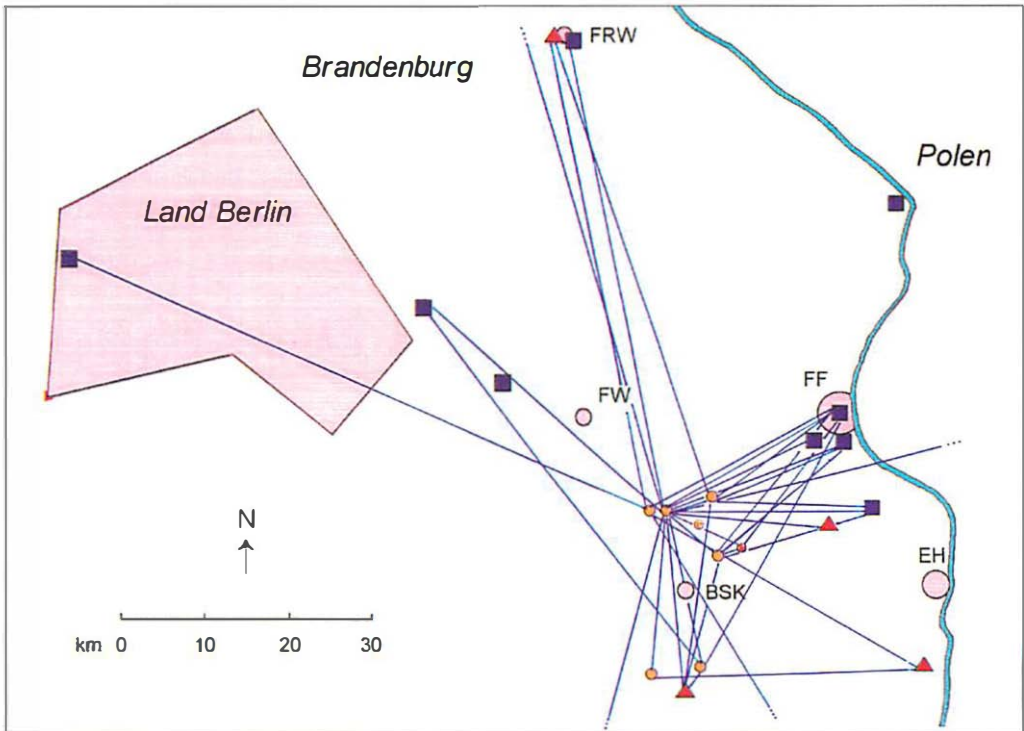 FRW
Brandenburg
Polen
Land Berlin
FF
FW
N
EH
BSK
km 0 10 20 30